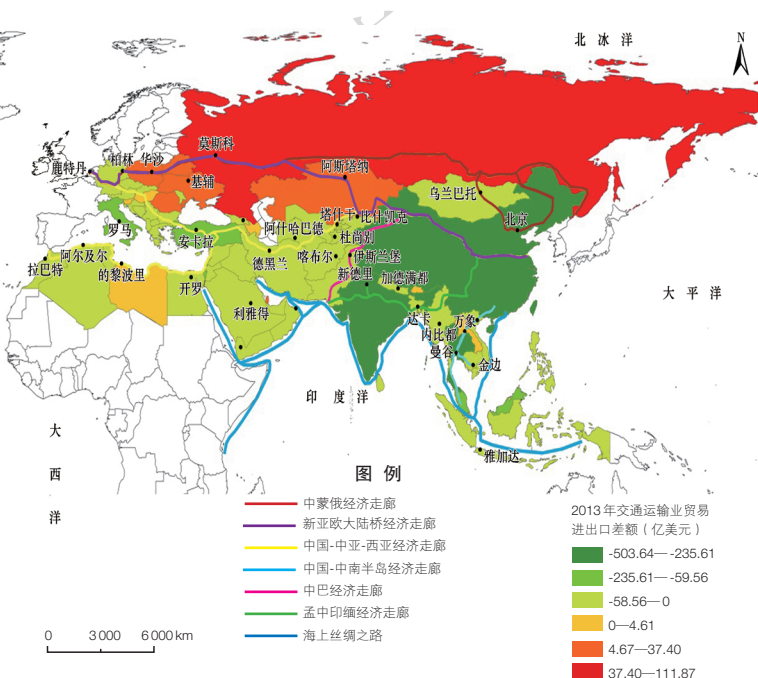 北冰洋
N
莫斯科
鹿特丹
柏林
华沙
阿斯塔纳
基辅
乌兰巴托
塔什干
比什凯克
北京
罗马
阿什哈巴德
安卡拉
杜尚别
阿尔及尔
伊斯兰堡
拉巴特
的黎波里
德黑兰
喀布尔
新德里
加德满都
开罗
大平洋
利雅得
达卡
万象
内比都
曼谷
金边
印度洋
大西洋
雅加达
图例
中蒙俄经济走廊
新亚欧大陆桥经济走廊
中国-中亚-西亚经济走廊
中国-中南半岛经济走廊
中巴经济走廊
孟中印缅经济走廊
海上丝绸之路
2013年交通运输业贸易
进出口差额（亿美元）
-503.64—-235.61
-235.61—-59.56
-58.56—0
0—4.61
4.67—37.40
37.40—111.87
0 3 000 6 000 km